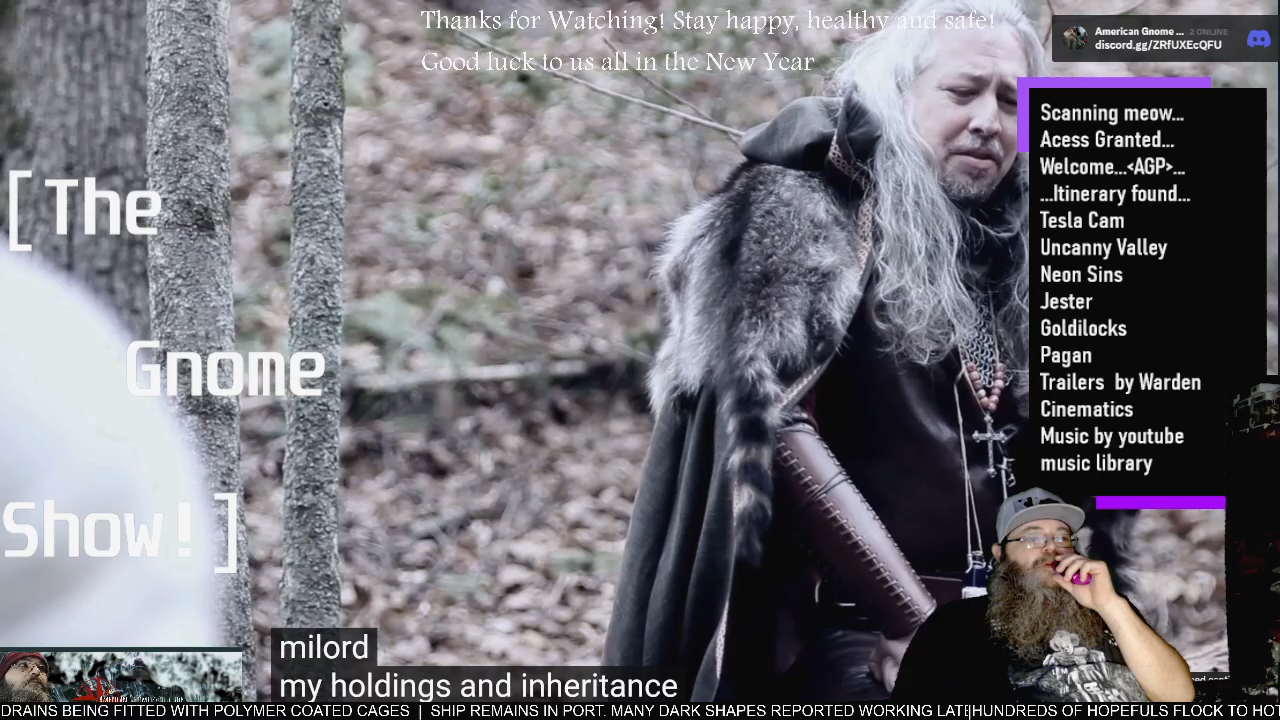 Thanks for Watching! Stay happy, healthy and safe!
Good luck to us all in the New Year
American Gnome ... 2 ONLINE
discord.gg/ZRfUXEcQFU
[The
Gnome
Show!]
Scanning meow...
Acess Granted...
Welcome...<AGP>...
...Itinerary found...
Tesla Cam
Uncanny Valley
Neon Sins
Jester
Goldilocks
Pagan
Trailers by Warden
Cinematics
Music by youtube
music library
milord
my holdings and inheritance
DRAINS BEING FITTED WITH POLYMER COATED CAGES | SHIP REMAINS IN PORT. MANY DARK SHAPES REPORTED WORKING LATE|HUNDREDS OF HOPEFULS FLOCK TO HOT